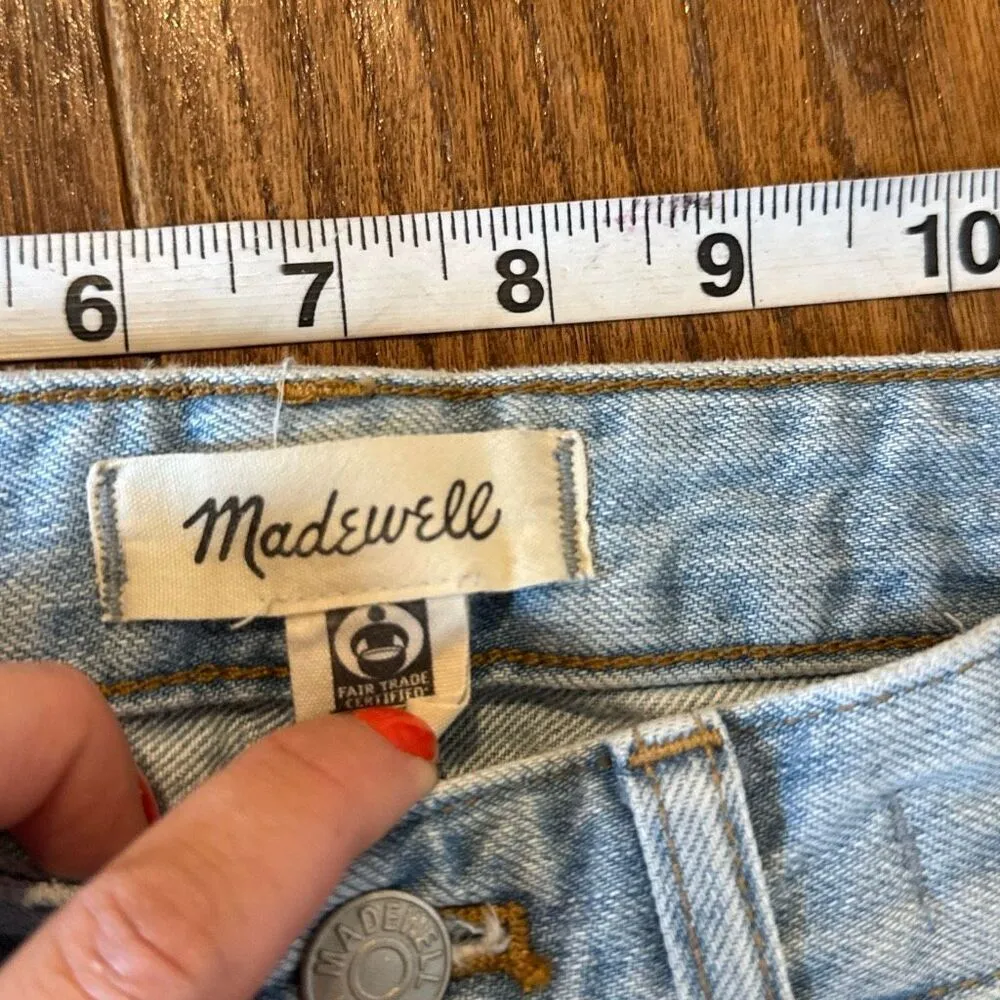 6 7 8 9 10
Madewell
FAIR TRADE
CERTIFIED
MADEWELL